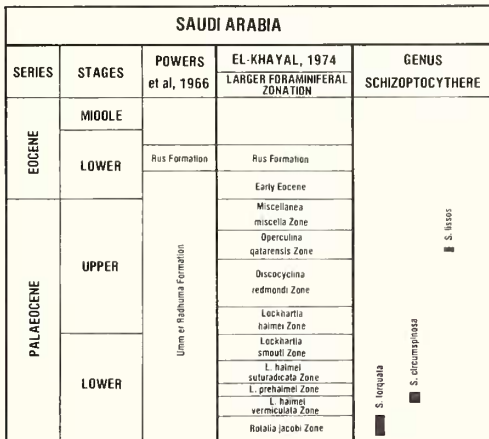 SAUDI ARABIA
SERIES
STAGES
POWERS
et al, 1966
EL-KHAYAL, 1974
LARGER FORAMINIFERAL
ZONATION
GENUS
SCHIZOPTOCYTHERE
EOCENE
MIDDLE
LOWER
Rus Formation
Rus Formation
Early Eocene
PALAEOCENE
UPPER
LOWER
Umm er Radhuma Formation
Miscellanea
miscella Zone
Operculina
qatarensis Zone
Discocyclina
redmondi Zone
Lockhartia
haimei Zone
Lockhartia
smouti Zone
L. haimei
suturadicata Zone
L. prehaimei Zone
L. haimei
vermiculata Zone
Rotalia jacobi Zone
S. torquata
S. circumspinosa
S. lissos